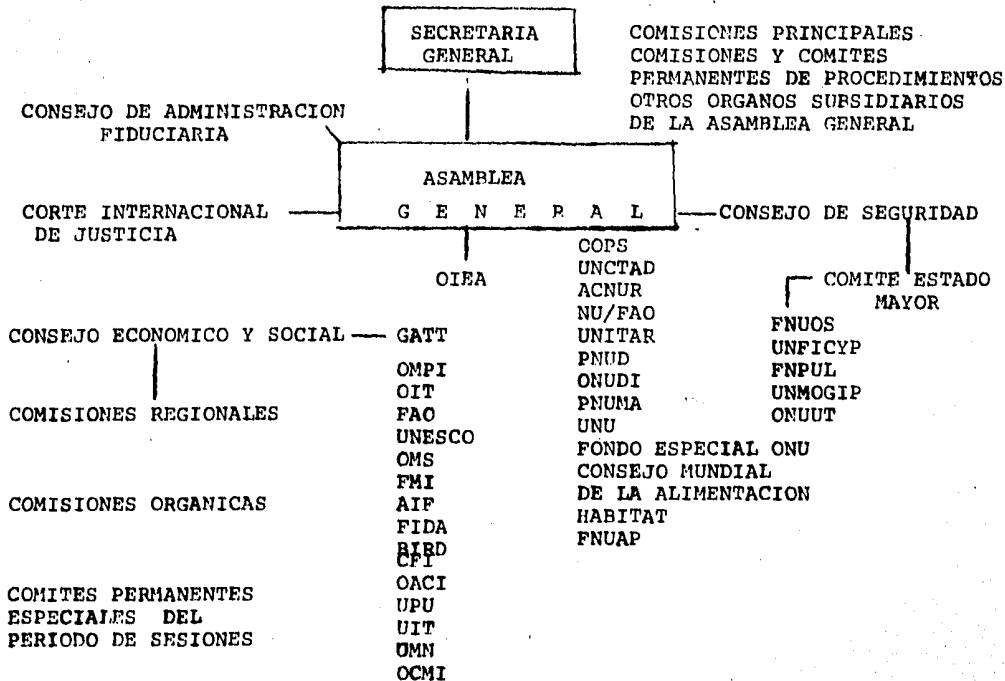 SECRETARIA
GENERAL
COMISIONES PRINCIPALES
COMISIONES Y COMITES
PERMANENTES DE PROCEDIMIENTOS
OTROS ORGANOS SUBSIDIARIOS
DE LA ASAMBLEA GENERAL
CONSEJO DE ADMINISTRACION
FIDUCIARIA
ASAMBLEA
G E N E R A L
CORTE INTERNACIONAL
DE JUSTICIA
CONSEJO DE SEGURIDAD
OIEA
COPS
UNCTAD
ACNUR
NU/FAO
UNITAR
PNUD
ONUDI
PNUMA
UNU
FONDO ESPECIAL ONU
CONSEJO MUNDIAL
DE LA ALIMENTACION
HABITAT
FNUAP
COMITE ESTADO
MAYOR
FNUOS
UNFICYP
FNPUL
UNMOGIP
ONUUT
CONSEJO ECONOMICO Y SOCIAL
GATT
OMPI
OIT
FAO
UNESCO
OMS
FMI
AIF
FIDA
BIRD
CFI
OACI
UPU
UIT
OMN
OCMI
COMISIONES REGIONALES
COMISIONES ORGANICAS
COMITES PERMANENTES
ESPECIALES DEL
PERIODO DE SESIONES